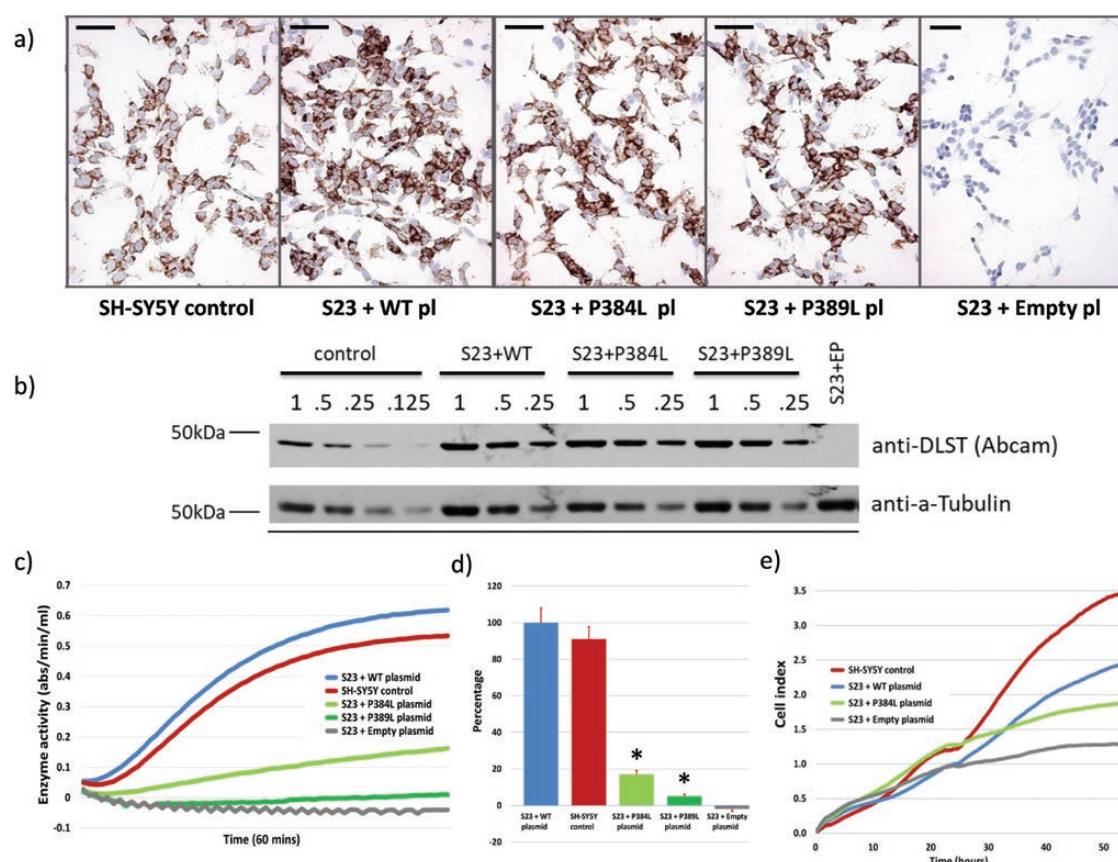 a)
SH-SY5Y control
S23 + WT pl
S23 + P384L pl
S23 + P389L pl
S23 + Empty pl
b)
control
S23+WT
S23+P384L
S23+P389L
S23+EP
1 .5 .25 .125 1 .5 .25 1 .5 .25 1 .5 .25
50kDa
anti-DLST (Abcam)
50kDa
anti-a-Tubulin
c)
Enzyme activity (abs/min/ml)
0.7
0.6
0.5
0.4
0.3
0.2
0.1
0
-0.1
S23 + WT plasmid
SH-SY5Y control
S23 + P384L plasmid
S23 + P389L plasmid
S23 + Empty plasmid
Time (60 mins)
d)
Percentage
120
100
80
60
40
20
0
-20
*
*
S23 + WT
plasmid
SH-SY5Y
control
S23 + P384L
plasmid
S23 + P389L
plasmid
S23 + Empty
plasmid
e)
Cell index
3.5
3.0
2.5
2.0
1.5
1.0
0.5
0.0
SH-SY5Y control
S23 + WT plasmid
S23 + P384L plasmid
S23 + Empty plasmid
0 10 20 30 40 50
Time (hours)